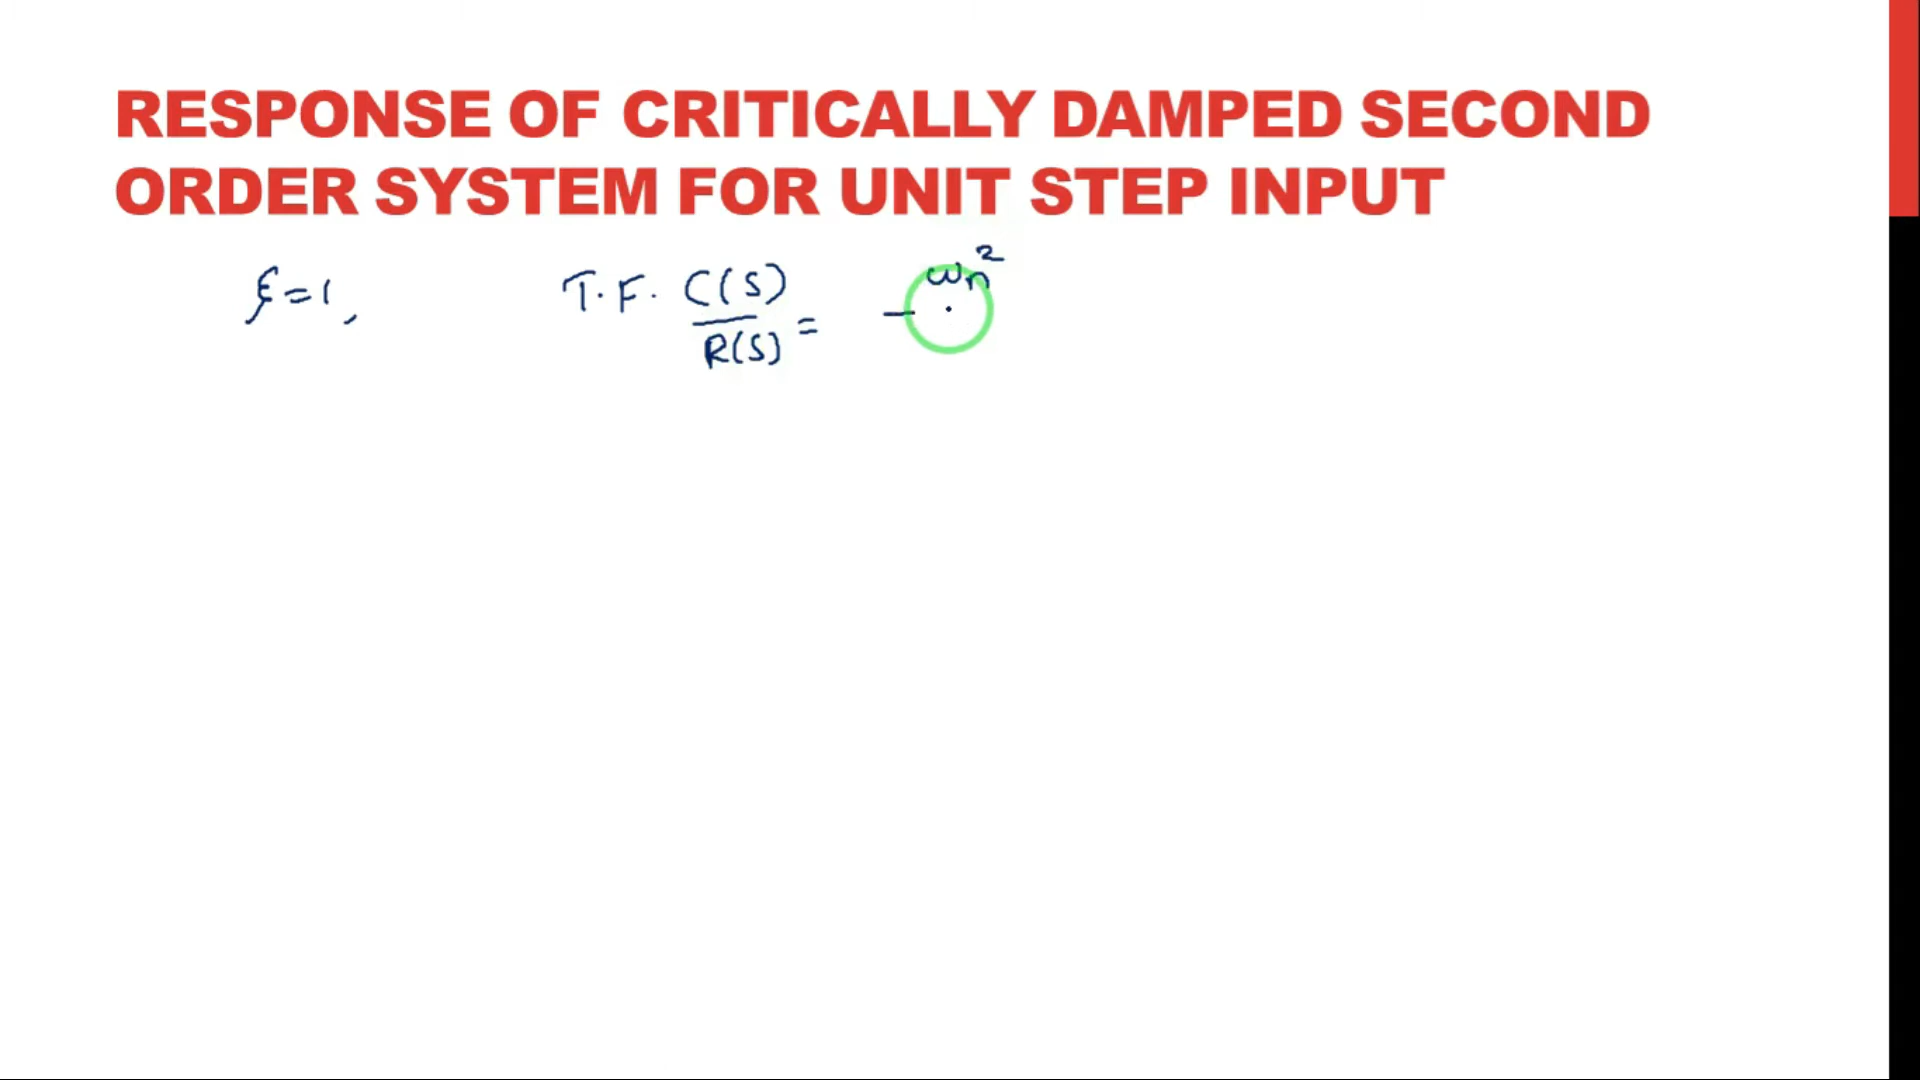 RESPONSE OF CRITICALLY DAMPED SECOND
ORDER SYSTEM FOR UNIT STEP INPUT
ξ=1, T.F. C(S)/R(S) = ωn²